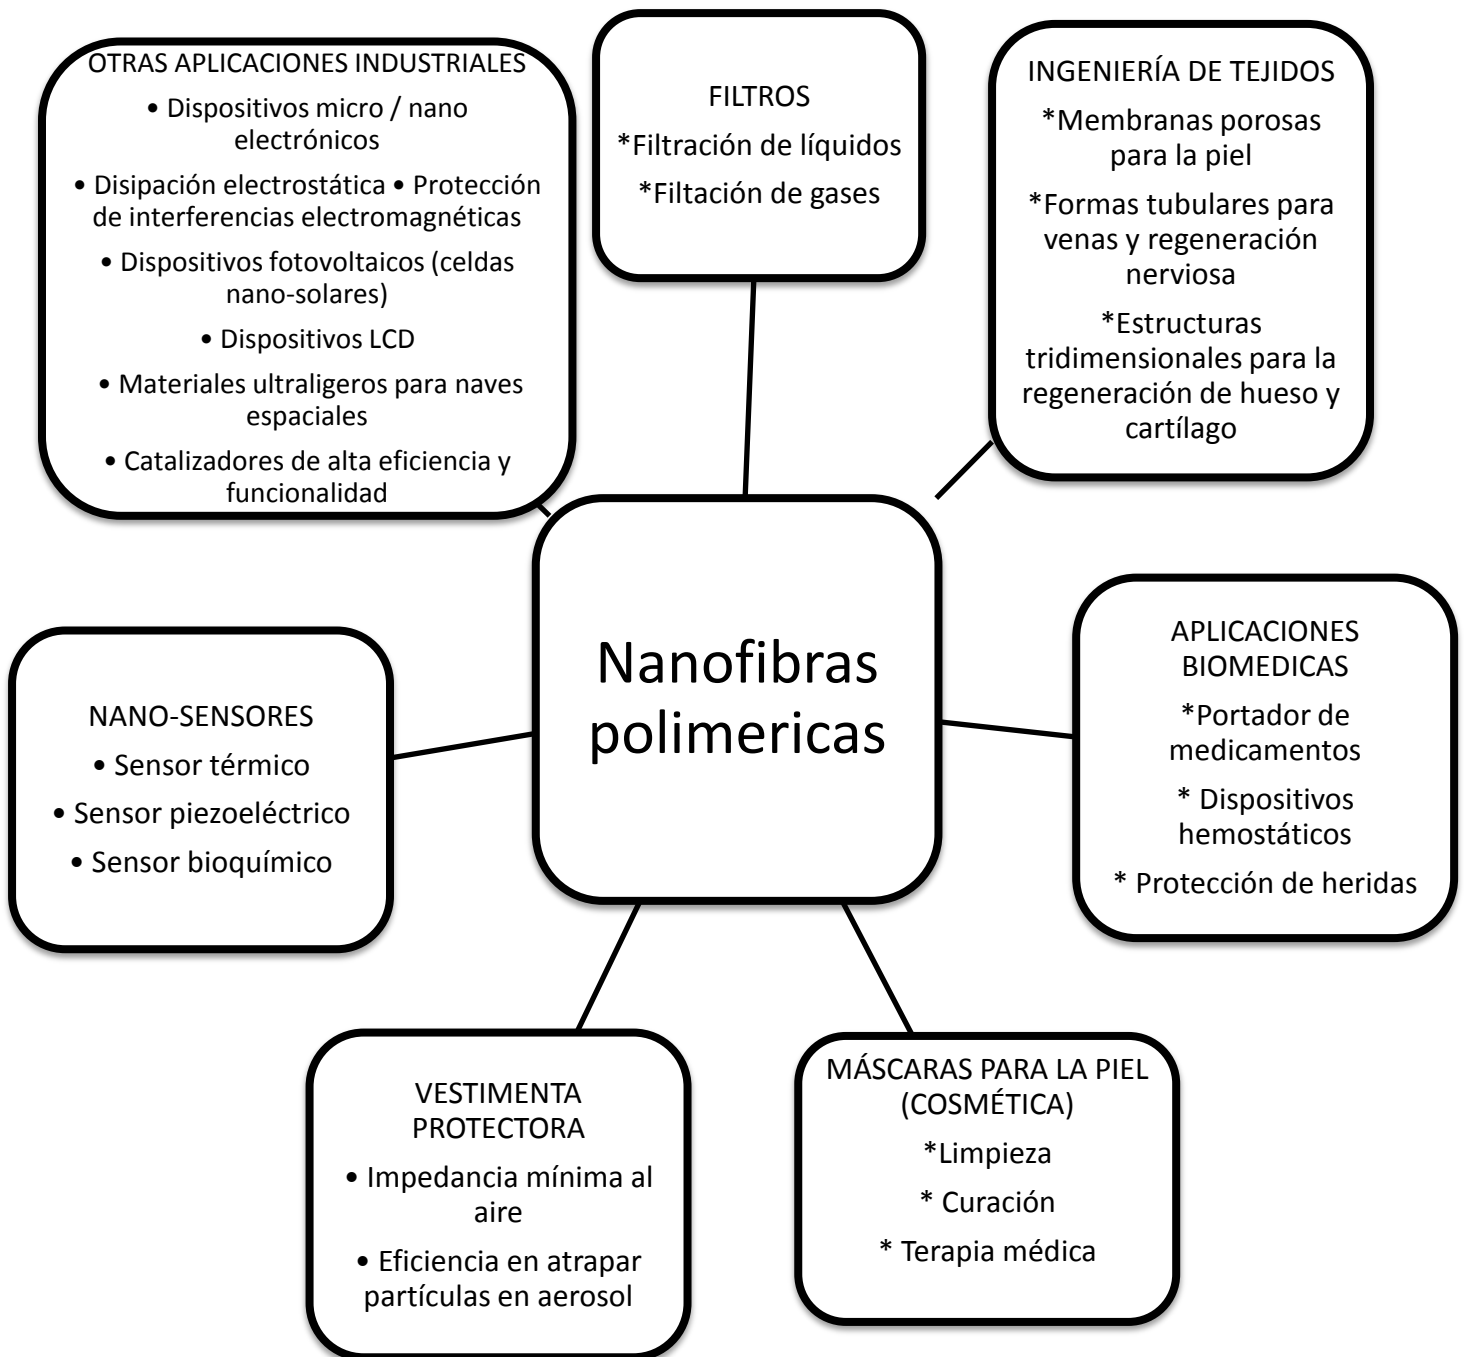 OTRAS APLICACIONES INDUSTRIALES
• Dispositivos micro / nano
electrónicos
• Disipación electrostática • Protección
de interferencias electromagnéticas
• Dispositivos fotovoltaicos (celdas
nano-solares)
• Dispositivos LCD
• Materiales ultraligeros para naves
espaciales
• Catalizadores de alta eficiencia y
funcionalidad
FILTROS
*Filtración de líquidos
*Filtación de gases
INGENIERÍA DE TEJIDOS
*Membranas porosas
para la piel
*Formas tubulares para
venas y regeneración
nerviosa
*Estructuras
tridimensionales para la
regeneración de hueso y
cartílago
Nanofibras
polimericas
NANO-SENSORES
• Sensor térmico
• Sensor piezoeléctrico
• Sensor bioquímico
APLICACIONES
BIOMEDICAS
*Portador de
medicamentos
* Dispositivos
hemostáticos
* Protección de heridas
VESTIMENTA
PROTECTORA
• Impedancia mínima al
aire
• Eficiencia en atrapar
partículas en aerosol
MÁSCARAS PARA LA PIEL
(COSMÉTICA)
*Limpieza
* Curación
* Terapia médica